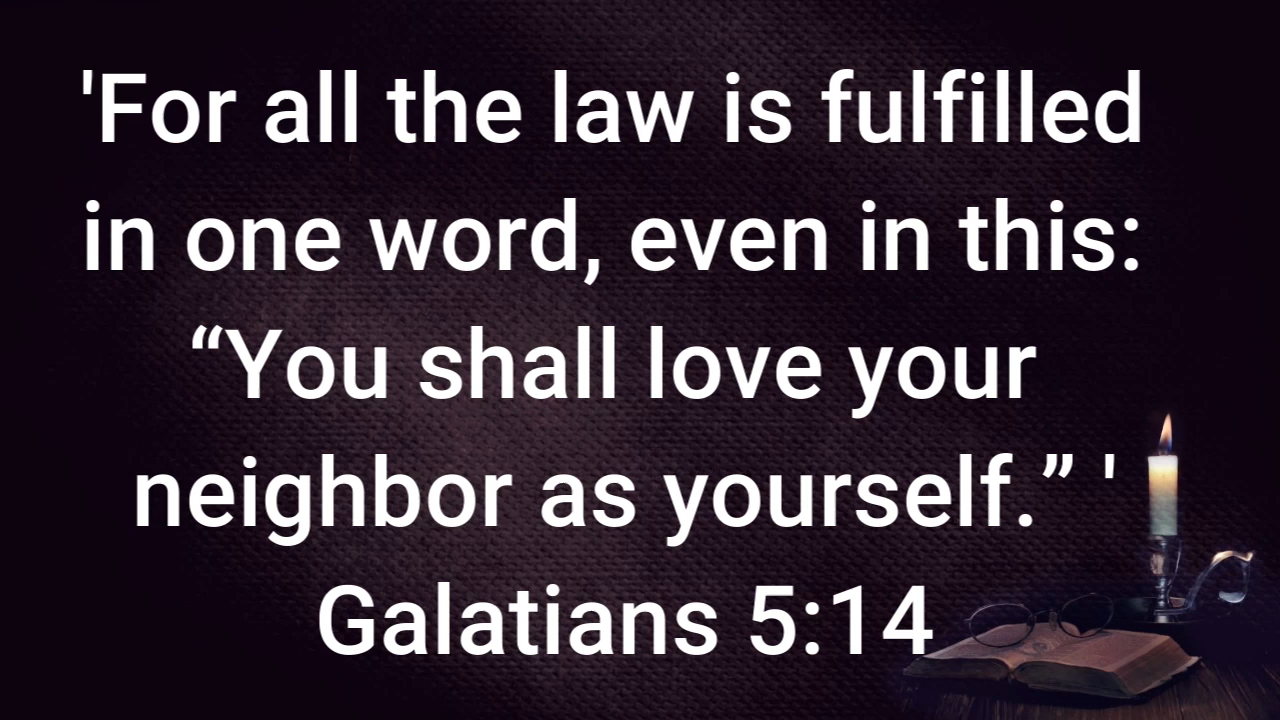 'For all the law is fulfilled
in one word, even in this:
“You shall love your
neighbor as yourself.” '
Galatians 5:14